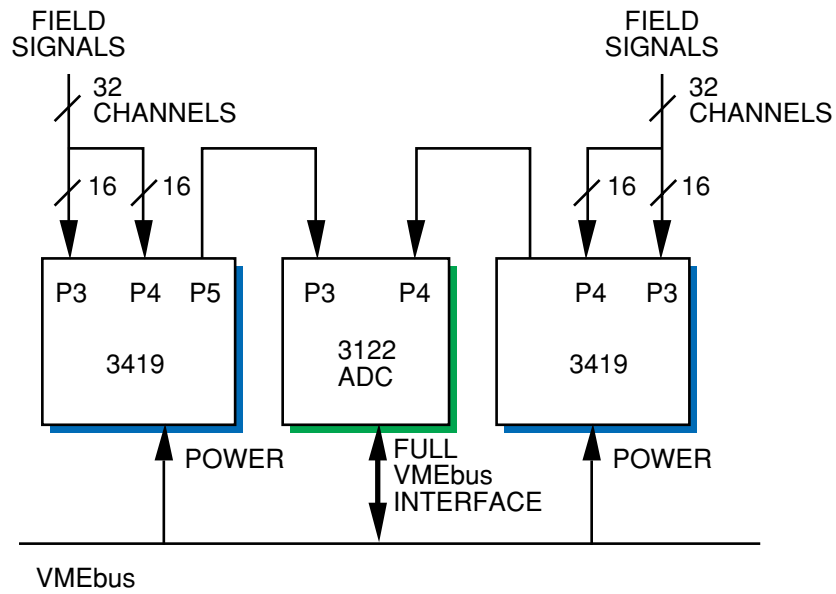 FIELD
SIGNALS
32
CHANNELS
16
16
FIELD
SIGNALS
32
CHANNELS
16
16
P3
P4
P5
3419
P3
P4
3122
ADC
P4
P3
3419
POWER
FULL
VMEbus
INTERFACE
POWER
VMEbus